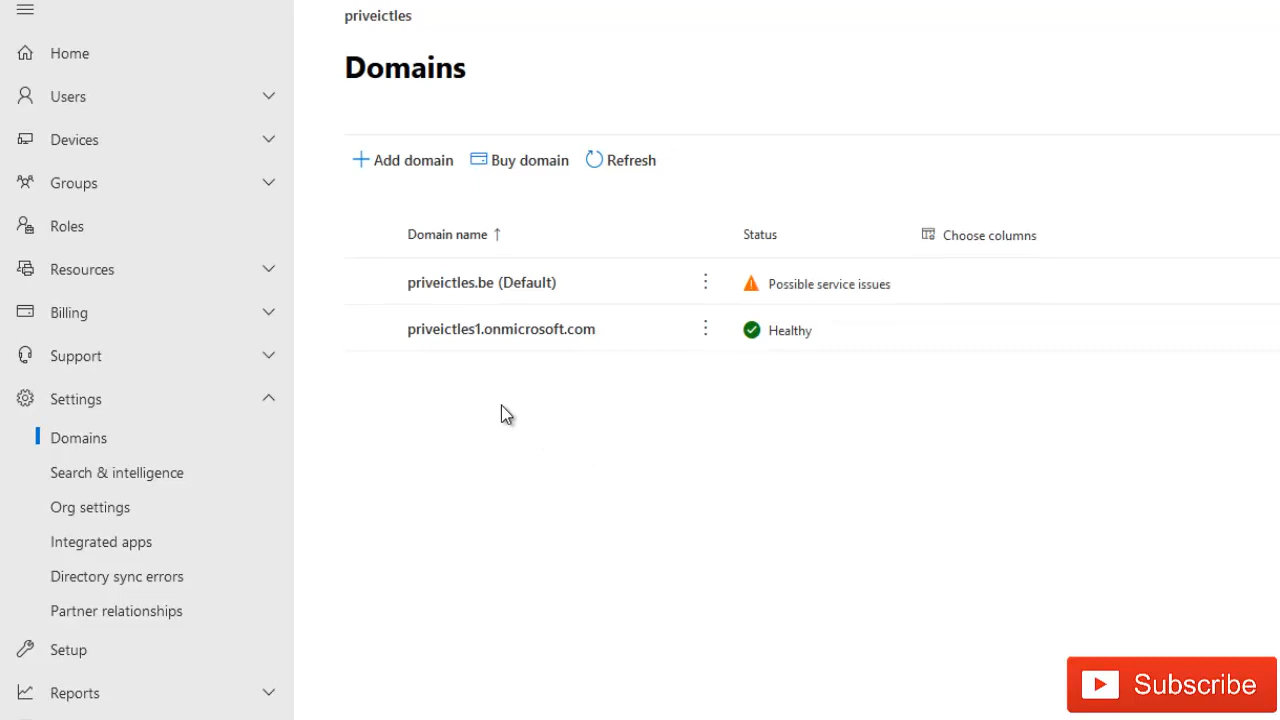 priveictles
Domains
Home
Users
Devices
Groups
Roles
Resources
Billing
Support
Settings
Domains
Search & intelligence
Org settings
Integrated apps
Directory sync errors
Partner relationships
Setup
Reports
Add domain
Buy domain
Refresh
Domain name ↑
Status
Choose columns
priveictles.be (Default)
Possible service issues
priveictles1.onmicrosoft.com
Healthy
Subscribe